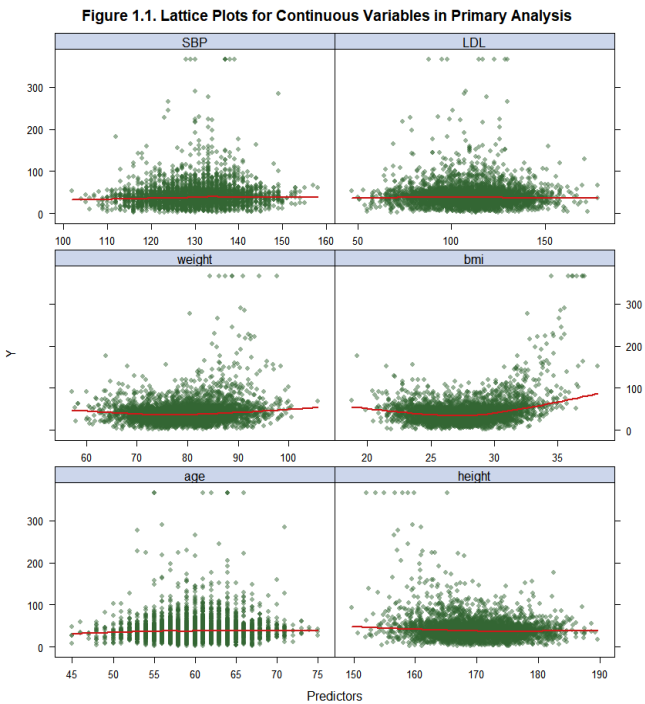 Figure 1.1. Lattice Plots for Continuous Variables in Primary Analysis
SBP LDL
300
200
100
0
100 120 130 140 150 160 50 100 150
weight bmi
300
200
100
0
60 70 80 90 100 20 25 30 35
age height
300
200
100
0
45 50 55 60 65 70 75 150 160 170 180 190
Y
Predictors